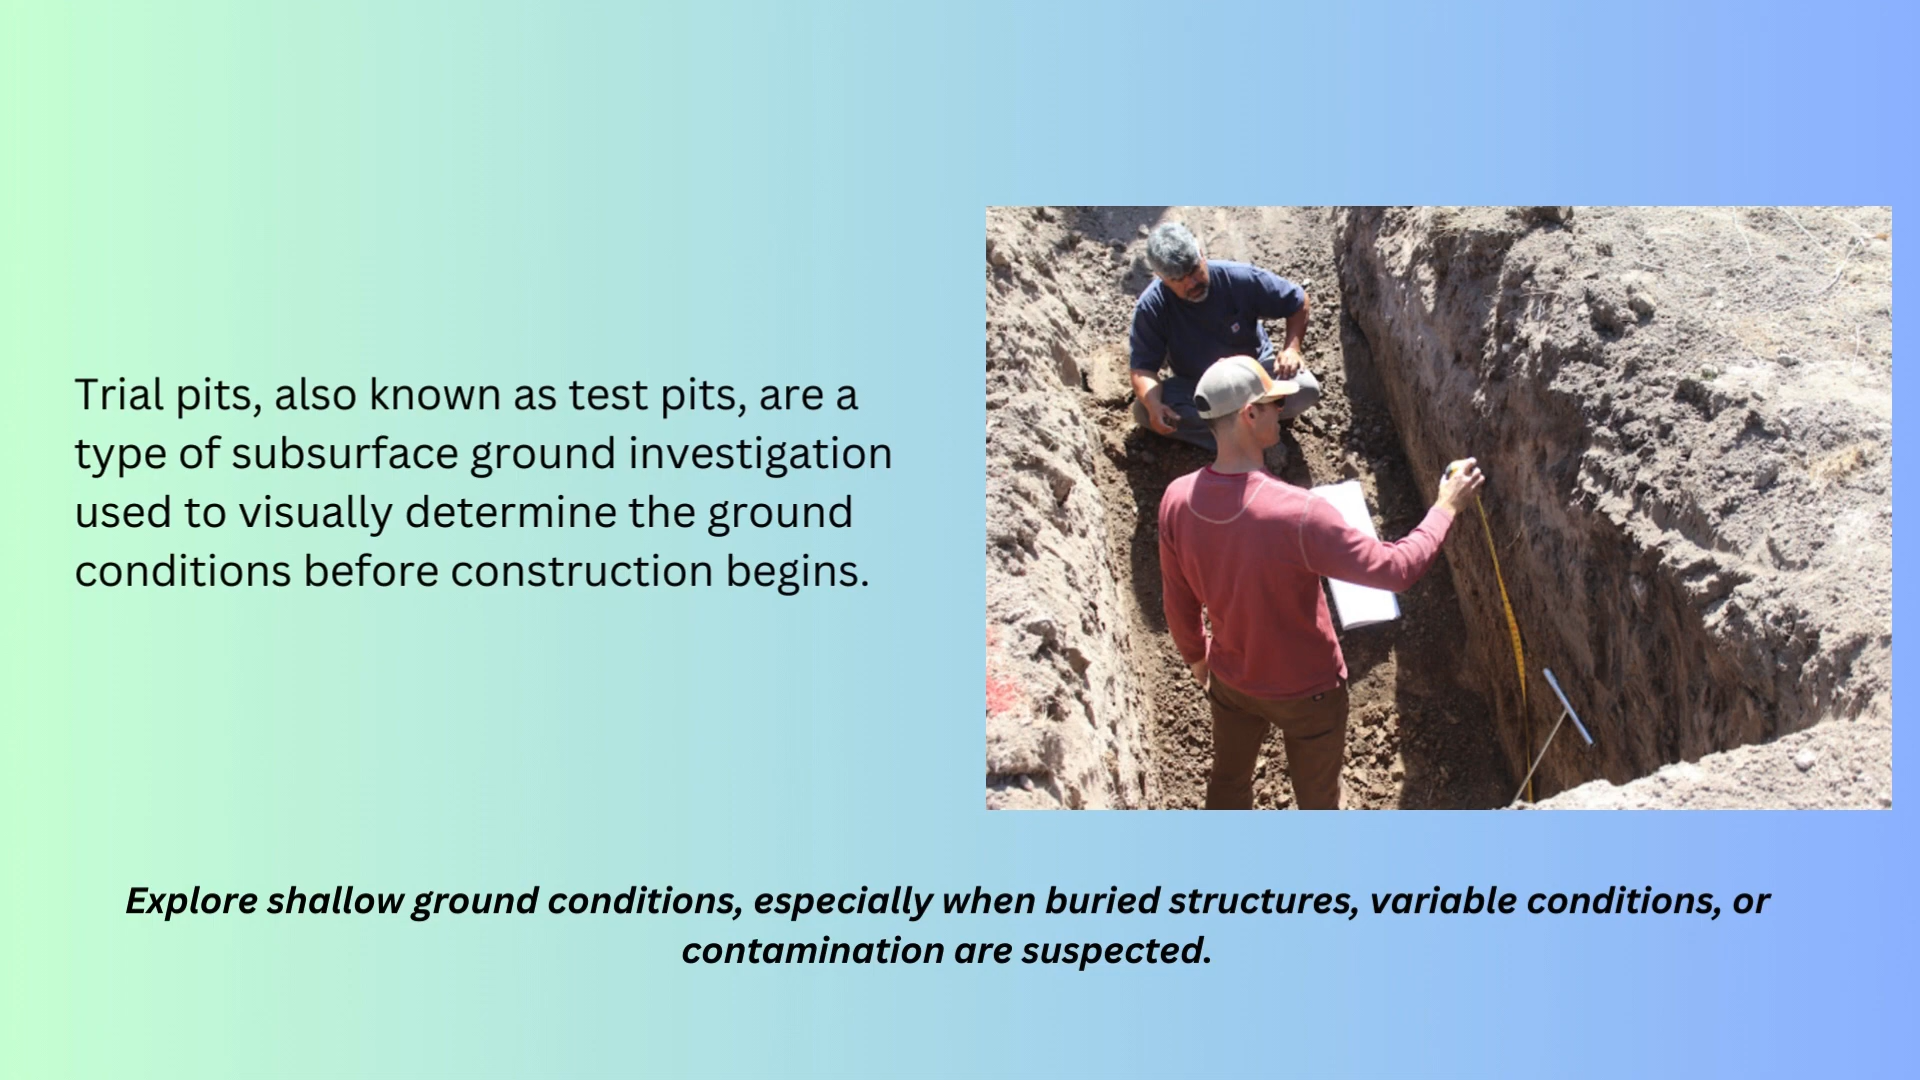 Trial pits, also known as test pits, are a
type of subsurface ground investigation
used to visually determine the ground
conditions before construction begins.
Explore shallow ground conditions, especially when buried structures, variable conditions, or
contamination are suspected.